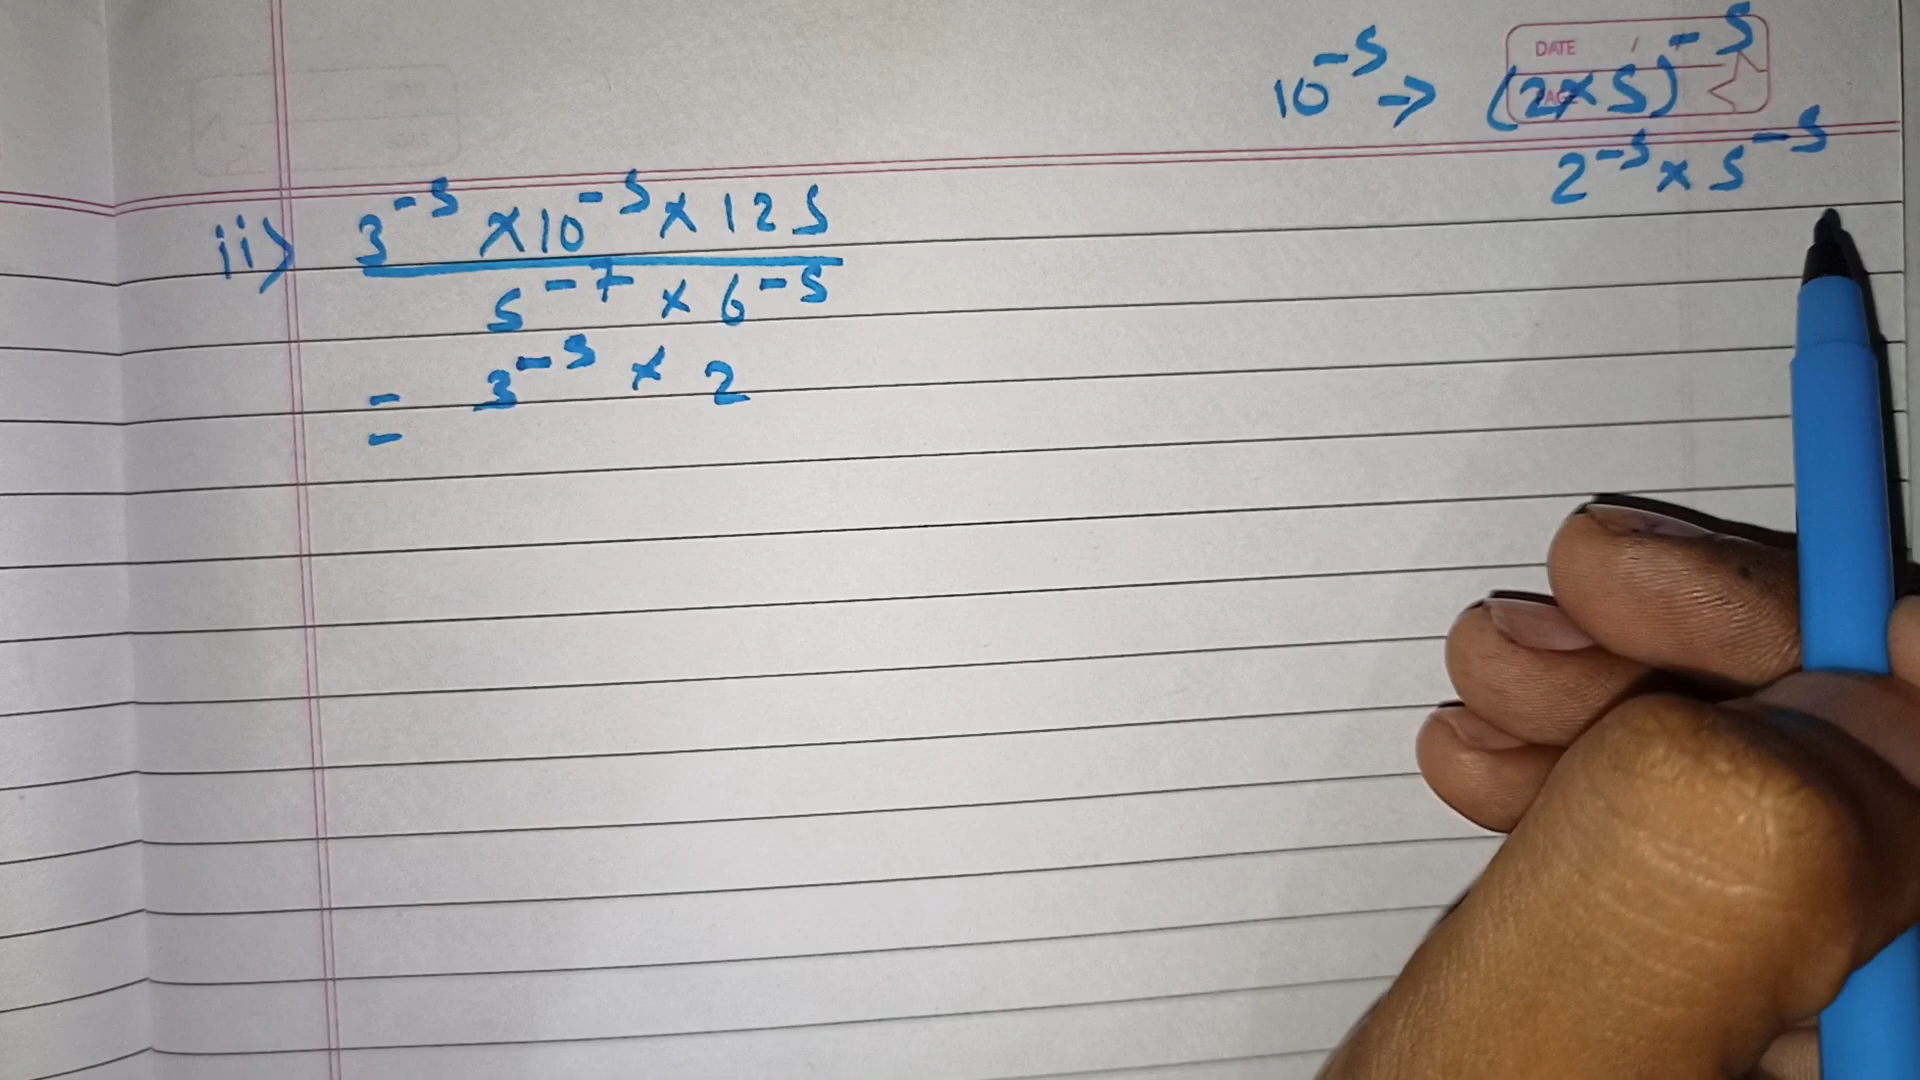 10⁻⁵ → (2×5)⁻⁵
DATE / /
PAGE
2⁻⁵ × 5⁻⁵
ii) 3⁻⁵ × 10⁻⁵ × 125
5⁻⁷ × 6⁻⁵
= 3⁻⁵ × 2
=